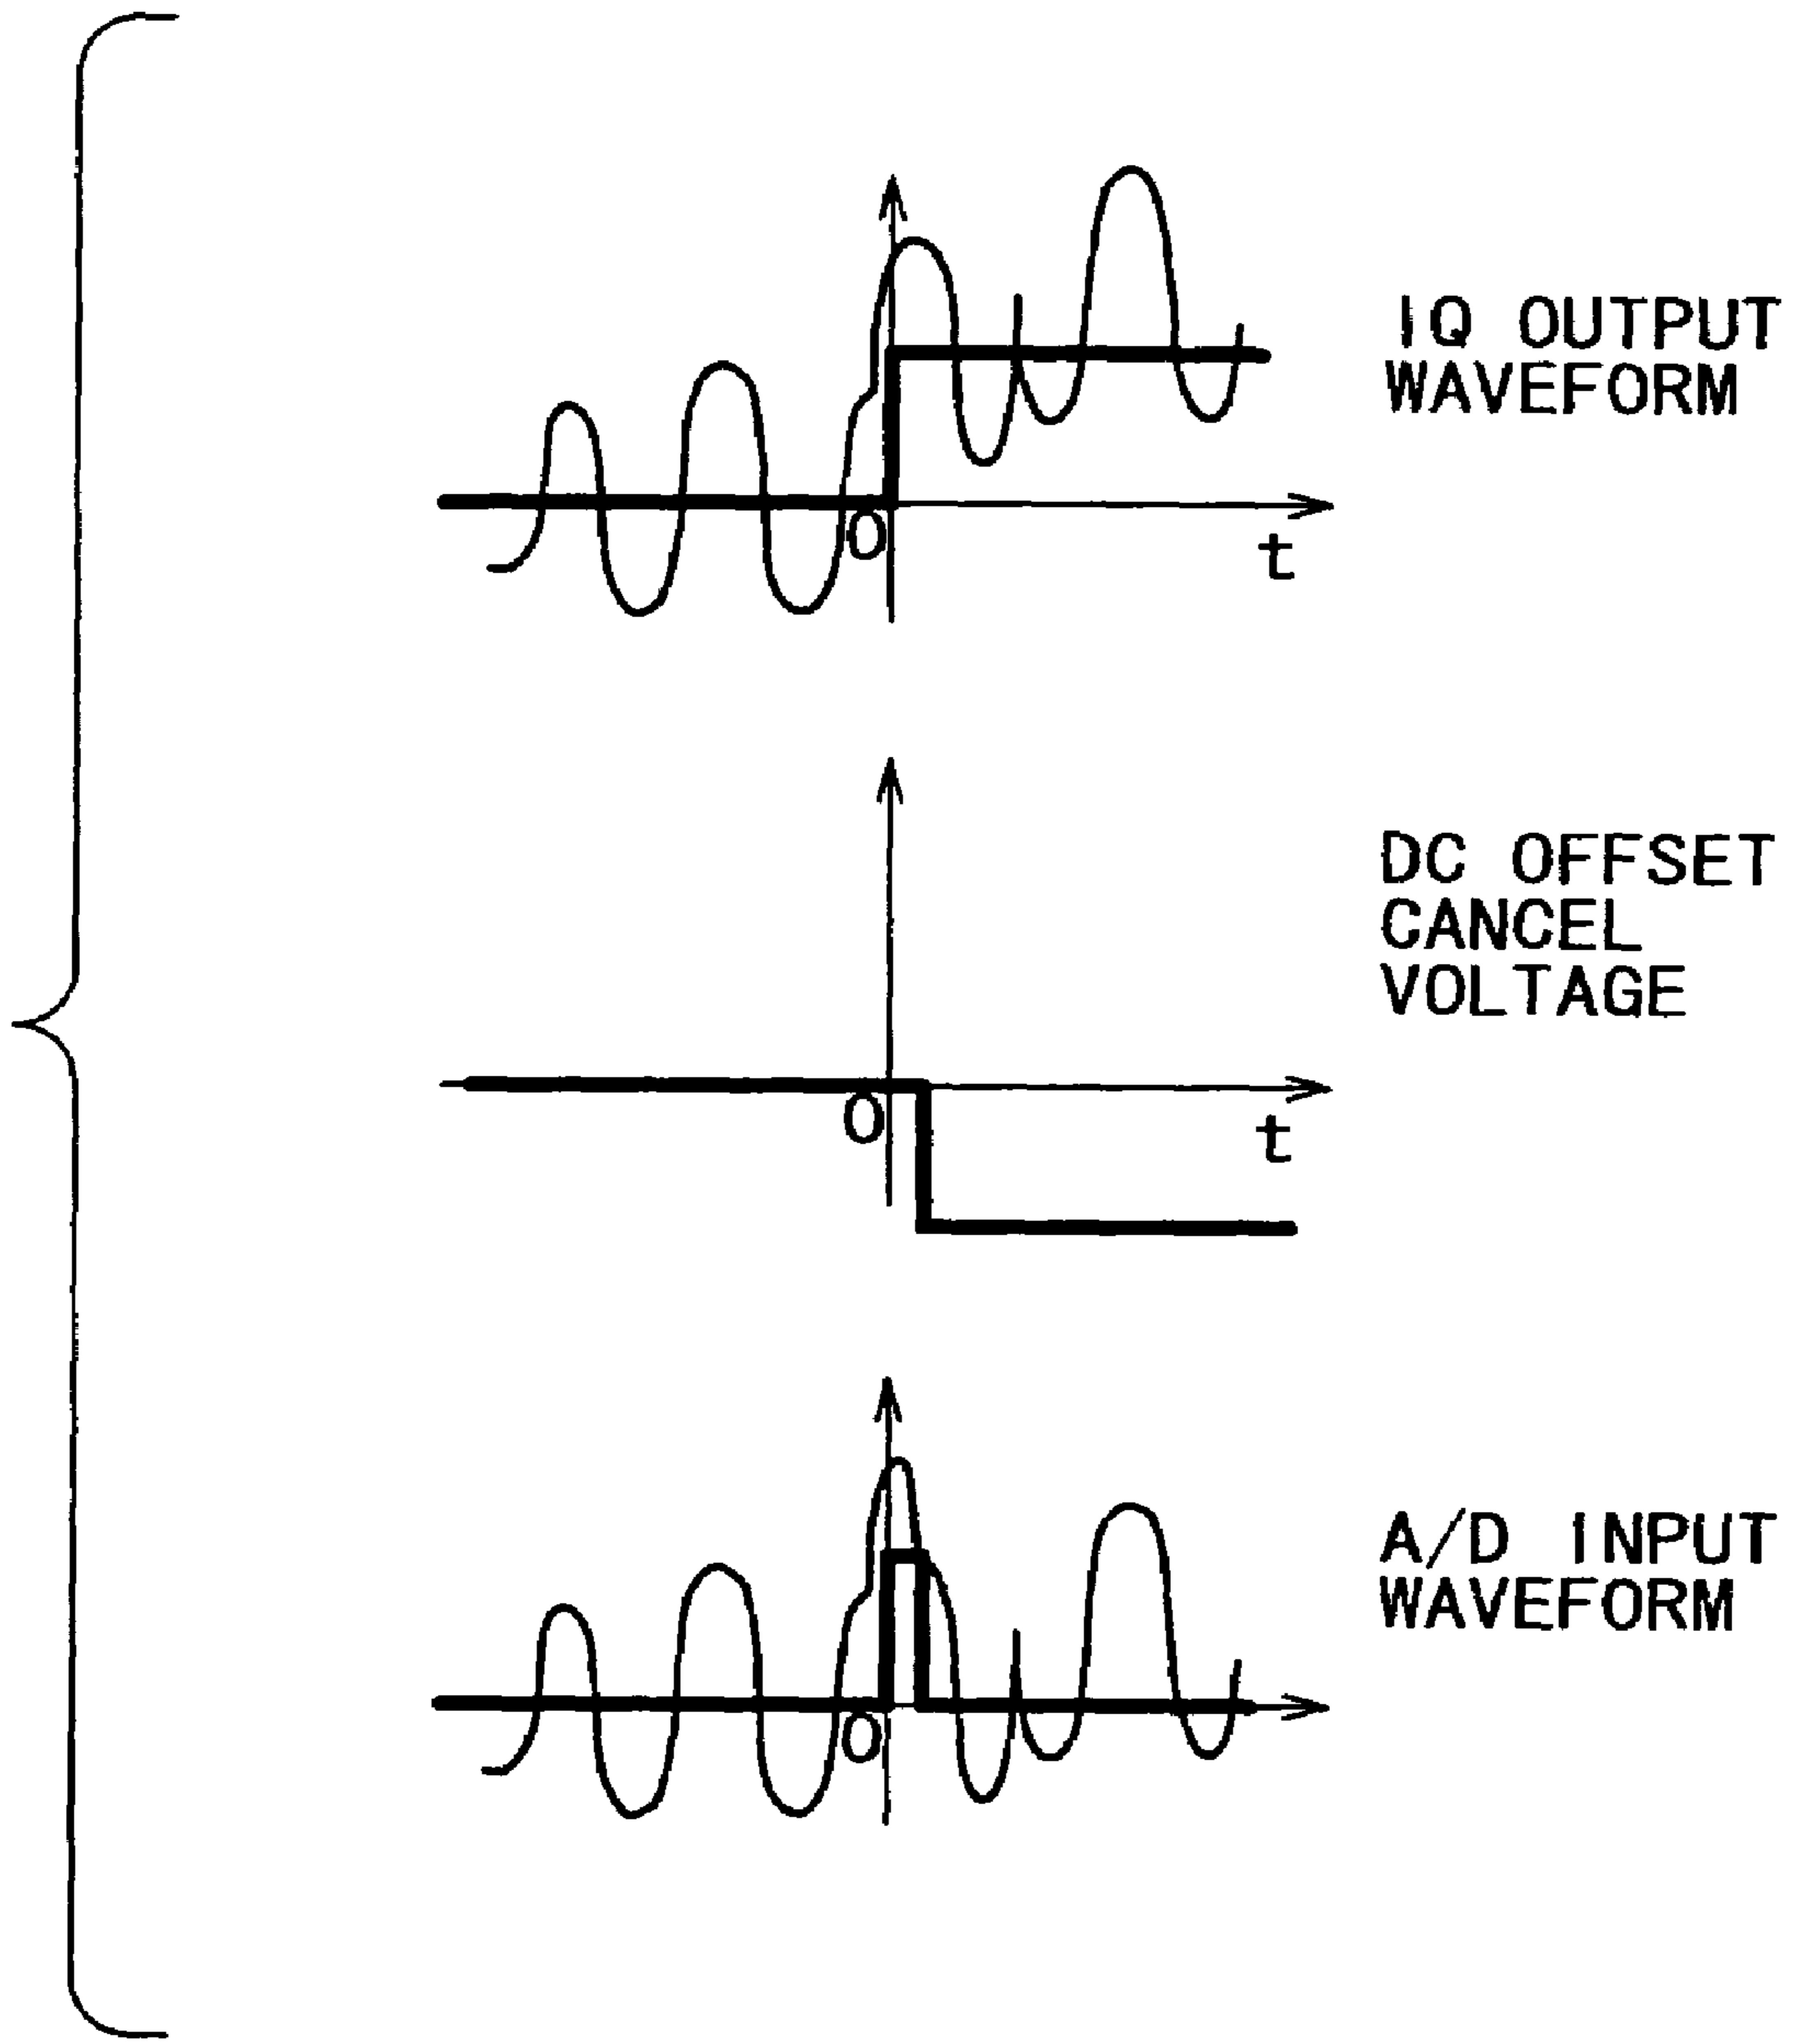 IQ OUTPUT
WAVEFORM
0
t
DC OFFSET
CANCEL
VOLTAGE
0
t
A/D INPUT
WAVEFORM
0